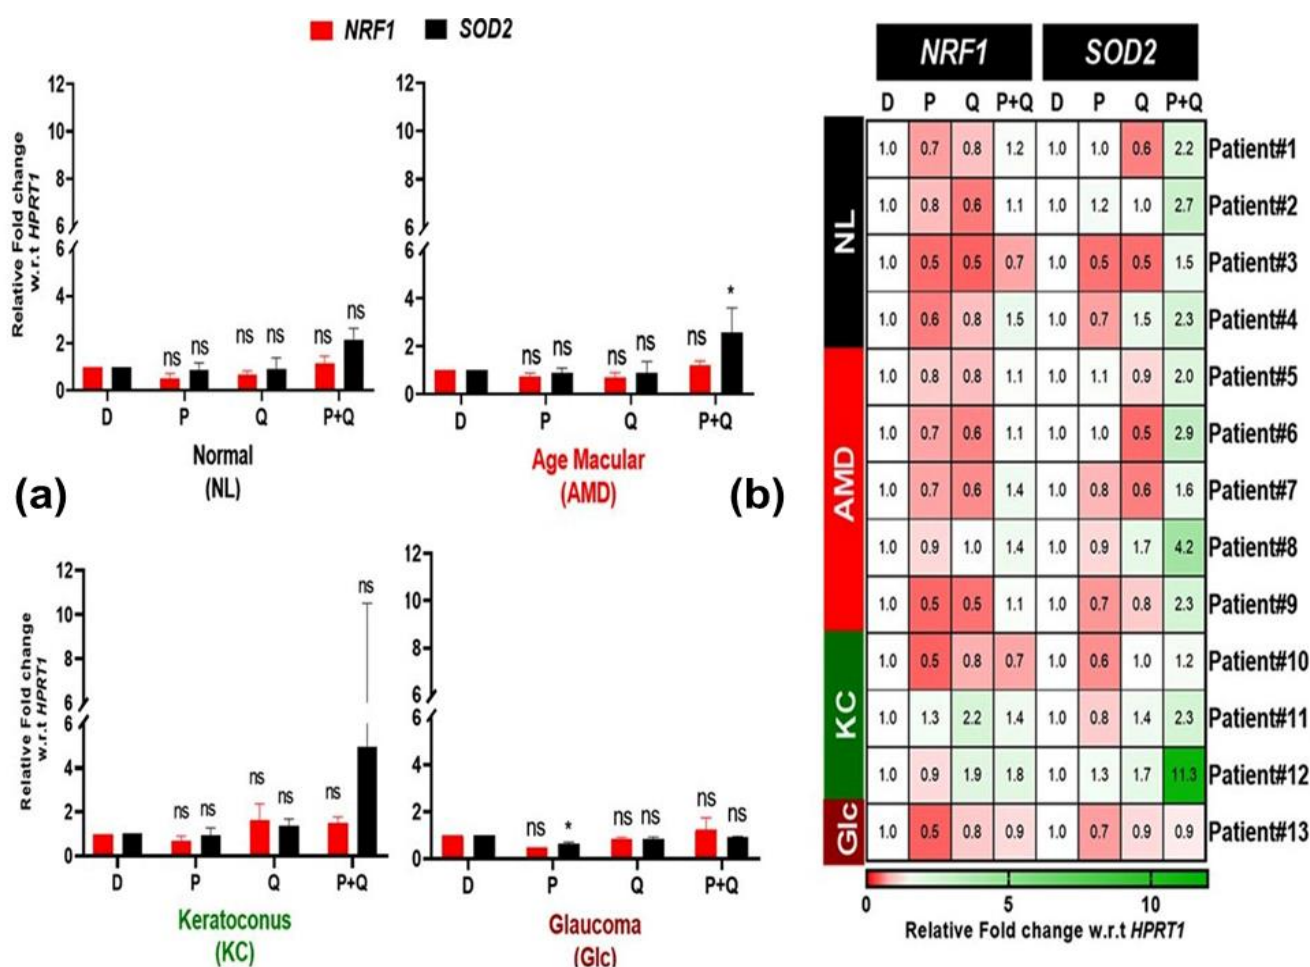 NRF1 SOD2
Relative Fold change
w.r.t HPRT1
12
10
8
6
6
4
2
0
ns ns ns ns ns ns
D P Q P+Q
Normal
(NL)
12
10
8
6
6
4
2
0
ns ns ns ns ns *
D P Q P+Q
Age Macular
(AMD)
(a)
Relative Fold change
w.r.t HPRT1
12
10
8
6
6
4
2
0
ns ns ns ns ns ns
D P Q P+Q
Keratoconus
(KC)
12
10
8
6
6
4
2
0
ns * ns ns ns ns
D P Q P+Q
Glaucoma
(Glc)
(b)
NRF1 SOD2
D P Q P+Q D P Q P+Q
NL
1.0 0.7 0.8 1.2 1.0 1.0 0.6 2.2 Patient#1
1.0 0.8 0.6 1.1 1.0 1.2 1.0 2.7 Patient#2
1.0 0.5 0.5 0.7 1.0 0.5 0.5 1.5 Patient#3
1.0 0.6 0.8 1.5 1.0 0.7 1.5 2.3 Patient#4
AMD
1.0 0.8 0.8 1.1 1.0 1.1 0.9 2.0 Patient#5
1.0 0.7 0.6 1.1 1.0 1.0 0.5 2.9 Patient#6
1.0 0.7 0.6 1.4 1.0 0.8 0.6 1.6 Patient#7
1.0 0.9 1.0 1.4 1.0 0.9 1.7 4.2 Patient#8
1.0 0.5 0.5 1.1 1.0 0.7 0.8 2.3 Patient#9
KC
1.0 0.5 0.8 0.7 1.0 0.6 1.0 1.2 Patient#10
1.0 1.3 2.2 1.4 1.0 0.8 1.4 2.3 Patient#11
1.0 0.9 1.9 1.8 1.0 1.3 1.7 11.3 Patient#12
Glc
1.0 0.5 0.8 0.9 1.0 0.7 0.9 0.9 Patient#13
0 5 10
Relative Fold change w.r.t HPRT1